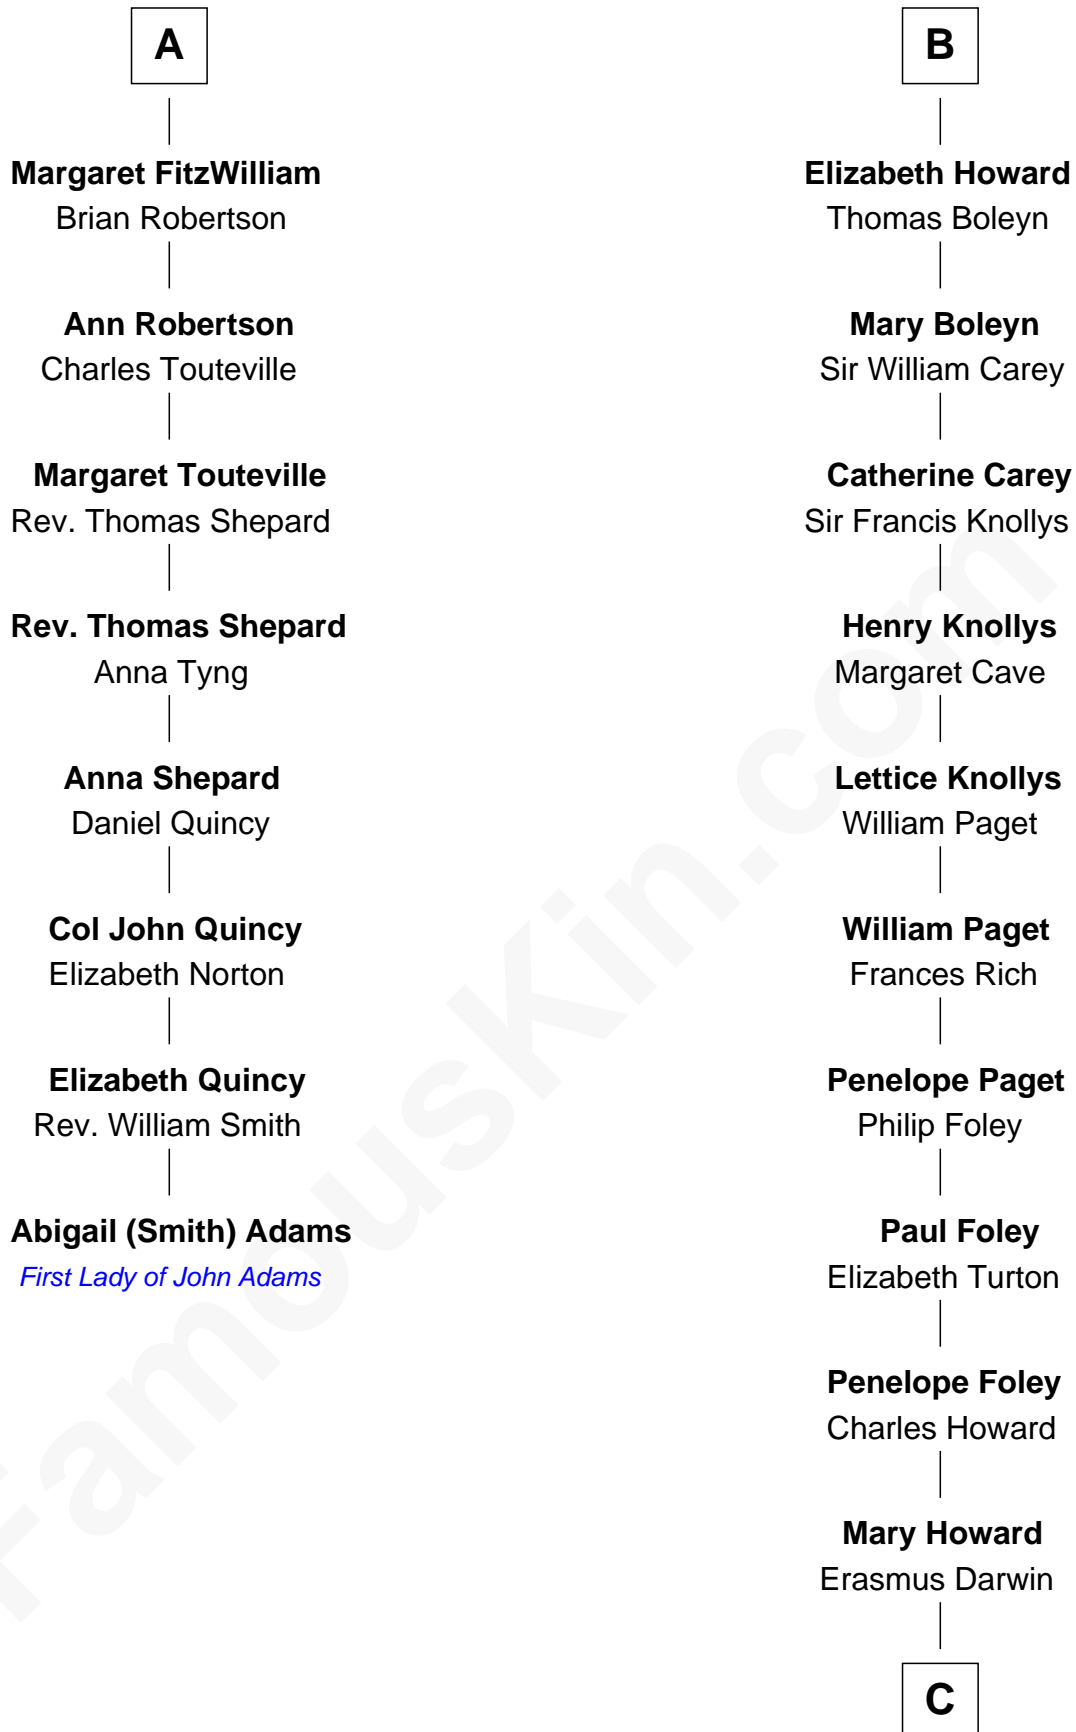 A
Margaret FitzWilliam
Brian Robertson
Ann Robertson
Charles Touteville
Margaret Touteville
Rev. Thomas Shepard
Rev. Thomas Shepard
Anna Tyng
Anna Shepard
Daniel Quincy
Col John Quincy
Elizabeth Norton
Elizabeth Quincy
Rev. William Smith
Abigail (Smith) Adams
First Lady of John Adams
B
Elizabeth Howard
Thomas Boleyn
Mary Boleyn
Sir William Carey
Catherine Carey
Sir Francis Knollys
Henry Knollys
Margaret Cave
Lettice Knollys
William Paget
William Paget
Frances Rich
Penelope Paget
Philip Foley
Paul Foley
Elizabeth Turton
Penelope Foley
Charles Howard
Mary Howard
Erasmus Darwin
C
FamousKin.com